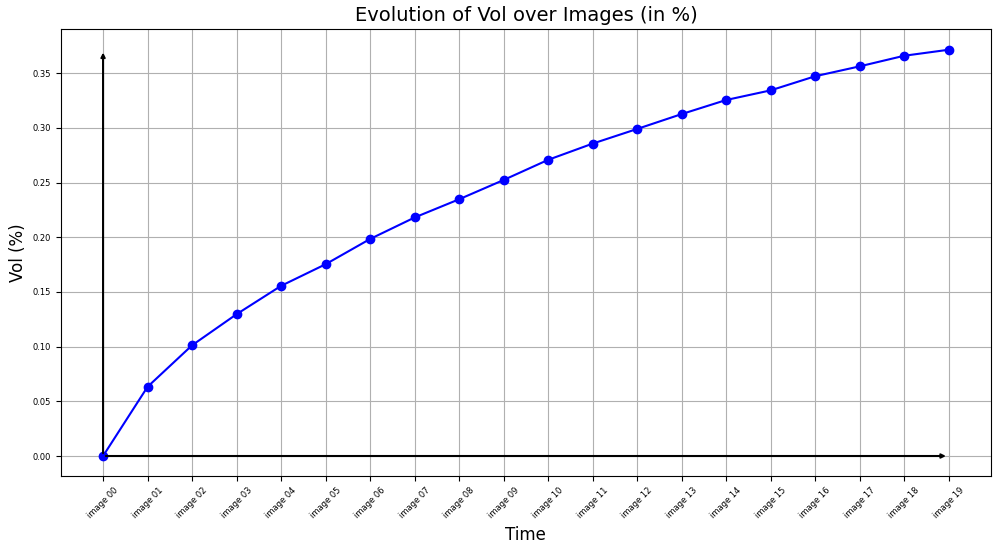 Evolution of Vol over Images (in %)
Vol (%)
0.35
0.30
0.25
0.20
0.15
0.10
0.05
0.00
image 00 image 01 image 02 image 03 image 04 image 05 image 06 image 07 image 08 image 09 image 10 image 11 image 12 image 13 image 14 image 15 image 16 image 17 image 18 image 19
Time